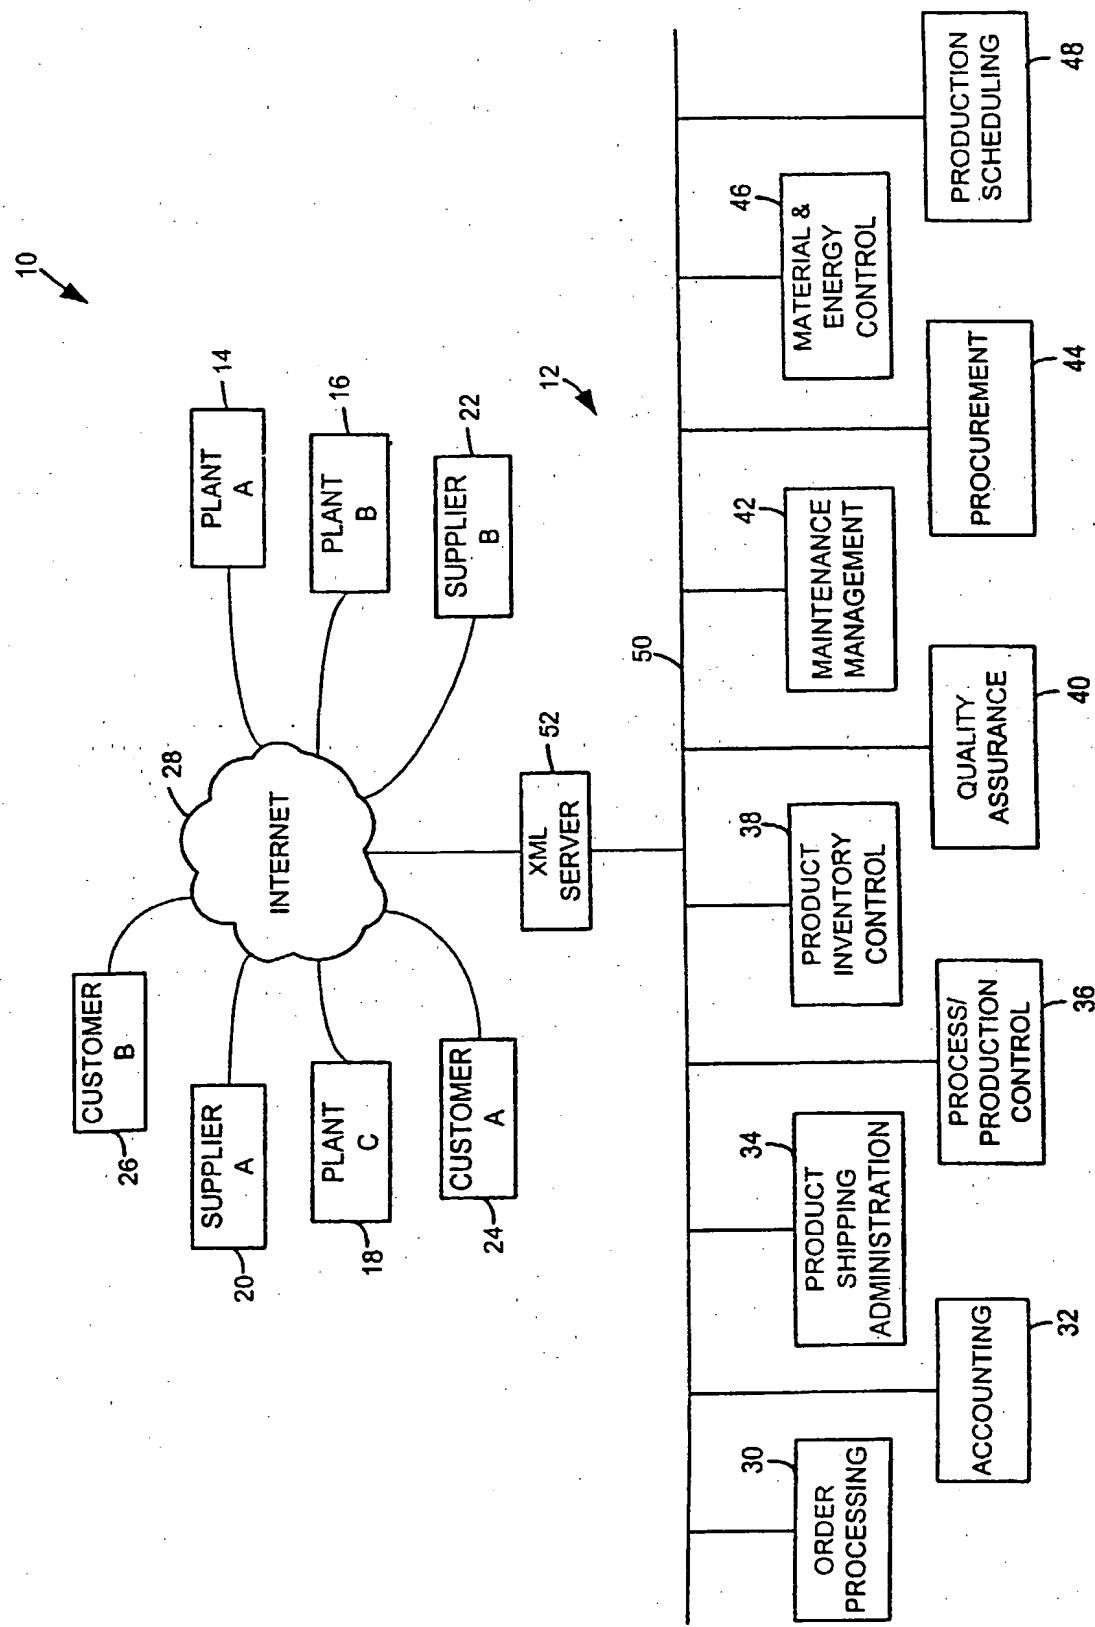 10
CUSTOMER
B
26
SUPPLIER
A
20
PLANT
C
18
CUSTOMER
A
24
28
INTERNET
PLANT
A
14
PLANT
B
16
SUPPLIER
B
22
XML
SERVER
52
12
50
ORDER
PROCESSING
30
ACCOUNTING
32
PRODUCT
SHIPPING
ADMINISTRATION
34
PROCESS/
PRODUCTION
CONTROL
36
PRODUCT
INVENTORY
CONTROL
38
QUALITY
ASSURANCE
40
MAINTENANCE
MANAGEMENT
42
PROCUREMENT
44
MATERIAL &
ENERGY
CONTROL
46
PRODUCTION
SCHEDULING
48